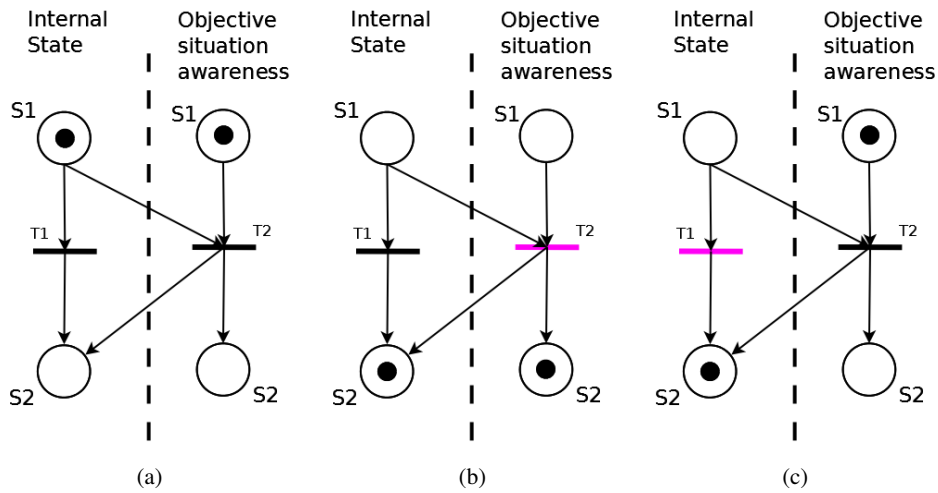 Internal
State
Objective
situation
awareness
S1
S1
T1
T2
S2
S2
(a)
Internal
State
Objective
situation
awareness
S1
S1
T1
T2
S2
S2
(b)
Internal
State
Objective
situation
awareness
S1
S1
T1
T2
S2
S2
(c)